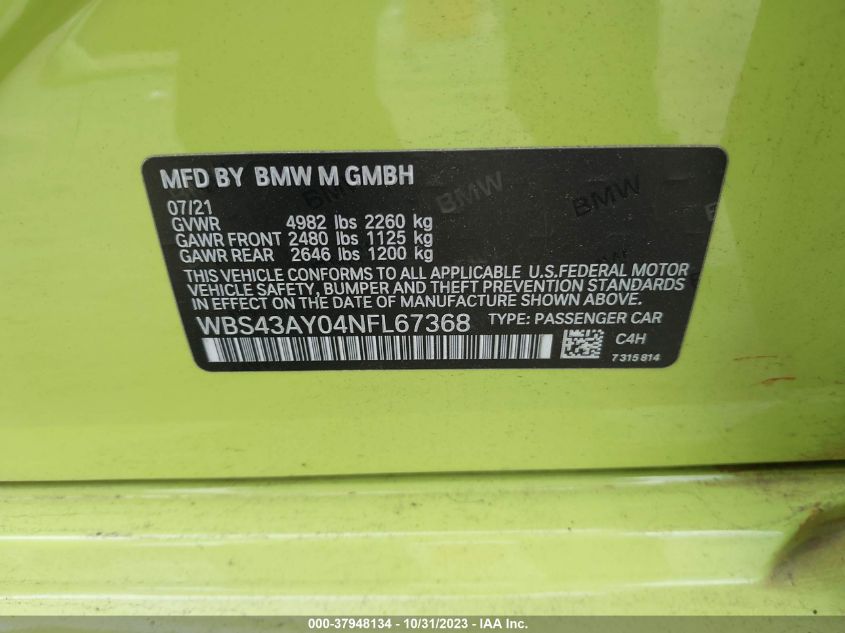 MFD BY BMW M GMBH
07/21
GVWR 4982 lbs 2260 kg
GAWR FRONT 2480 lbs 1125 kg
GAWR REAR 2646 lbs 1200 kg
THIS VEHICLE CONFORMS TO ALL APPLICABLE U.S.FEDERAL MOTOR
VEHICLE SAFETY, BUMPER AND THEFT PREVENTION STANDARDS
IN EFFECT ON THE DATE OF MANUFACTURE SHOWN ABOVE.
WBS43AY04NFL67368 TYPE: PASSENGER CAR
C4H
7315814
BMW
BMW
000-37948134 - 10/31/2023 - IAA Inc.